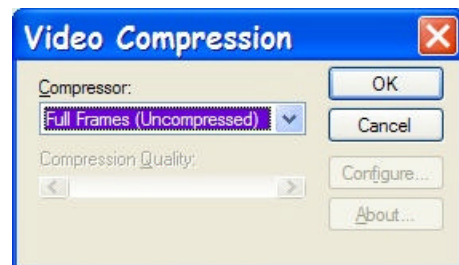 Video Compression
Compressor:
Full Frames (Uncompressed)
Compression Quality:
OK
Cancel
Configure...
About...